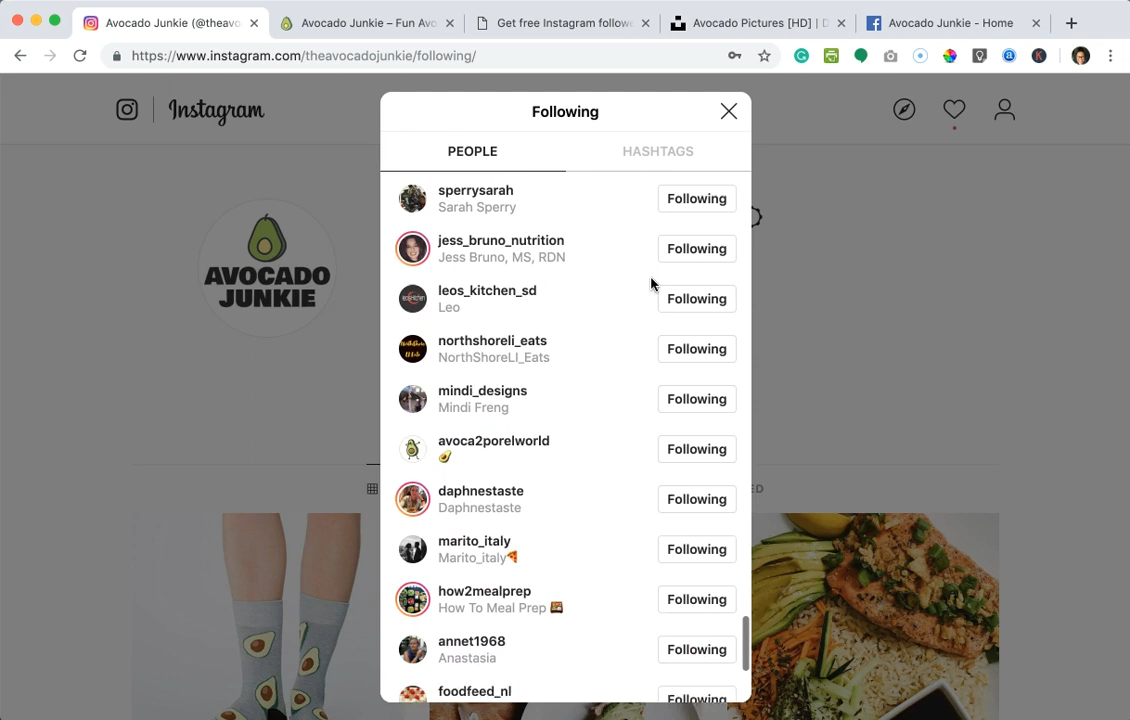 Avocado Junkie (@theavo
Avocado Junkie – Fun Avo
Get free Instagram followe
Avocado Pictures [HD] | D
Avocado Junkie - Home
https://www.instagram.com/theavocadojunkie/following/
Instagram
Following
PEOPLE
HASHTAGS
AVOCADO
JUNKIE
sperrysarah
Sarah Sperry
Following
jess_bruno_nutrition
Jess Bruno, MS, RDN
Following
leos_kitchen_sd
Leo
Following
northshoreli_eats
NorthShoreLI_Eats
Following
mindi_designs
Mindi Freng
Following
avoca2porelworld
🥑
Following
daphnestaste
Daphnestaste
Following
marito_italy
Marito_italy🍕
Following
how2mealprep
How To Meal Prep 🍱
Following
annet1968
Anastasia
Following
foodfeed_nl
Following
ED